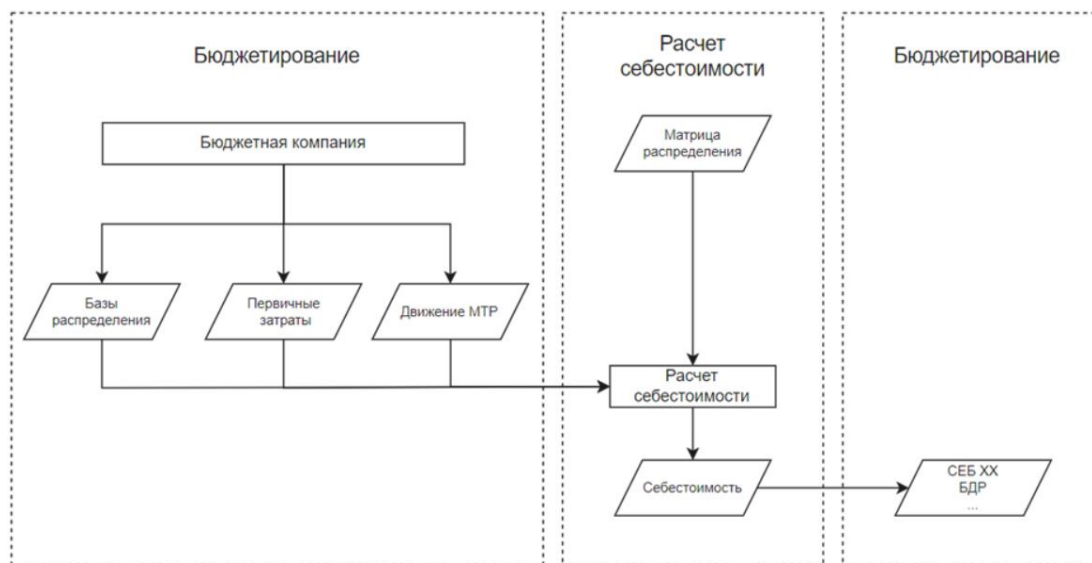 Бюджетирование
Бюджетная компания
Базы
распределения
Первичные
затраты
Движение МТР
Расчет
себестоимости
Матрица
распределения
Расчет
себестоимости
Себестоимость
Бюджетирование
СЕБ ХХ
БДР
...